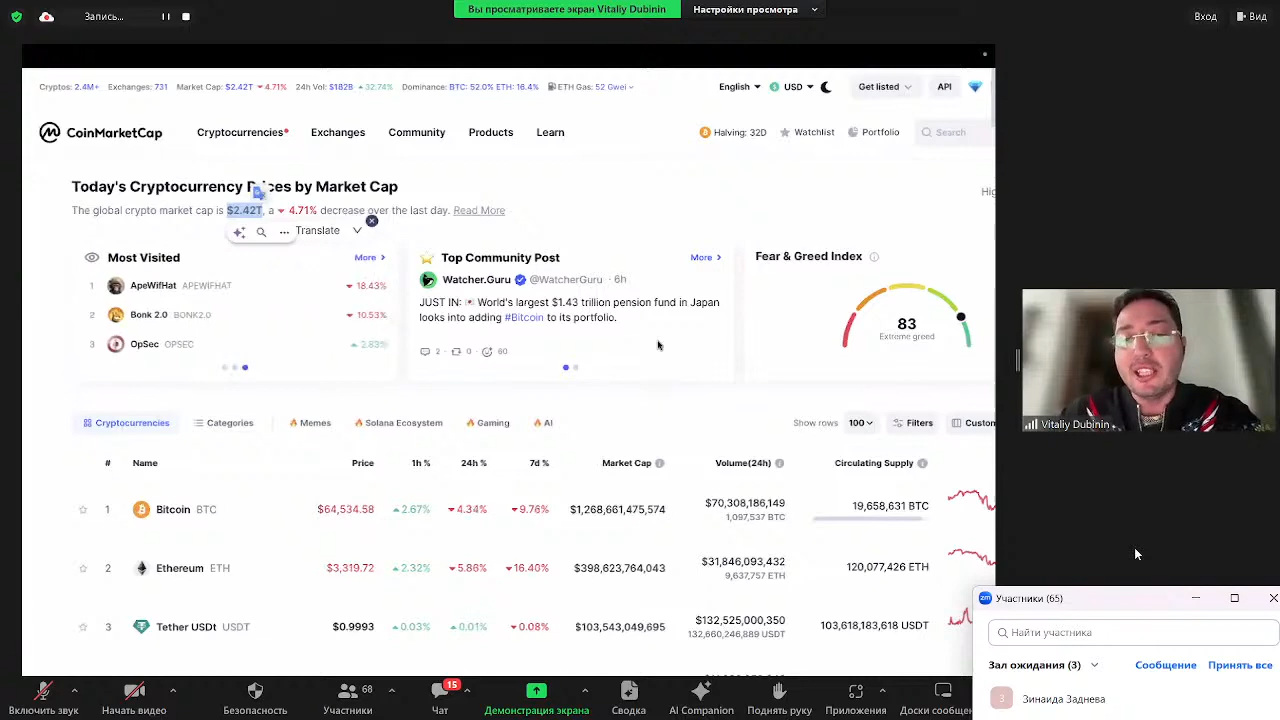 Запись...
Вы просматриваете экран Vitaliy Dubinin
Настройки просмотра
Вход
Вид
Cryptos: 2.4M+ Exchanges: 731 Market Cap: $2.42T 4.71% 24h Vol: $182B 32.74% Dominance: BTC: 52.0% ETH: 16.4% ETH Gas: 52 Gwei
English USD Get listed API
CoinMarketCap Cryptocurrencies Exchanges Community Products Learn Halving: 32D Watchlist Portfolio Search
Today's Cryptocurrency Prices by Market Cap
The global crypto market cap is $2.42T, a 4.71% decrease over the last day. Read More
Translate
Most Visited More
1 ApeWifHat APEWIFHAT 18.43%
2 Bonk 2.0 BONK2.0 10.53%
3 OpSec OPSEC 2.83%
Top Community Post More
Watcher.Guru @WatcherGuru · 6h
JUST IN: World's largest $1.43 trillion pension fund in Japan
looks into adding #Bitcoin to its portfolio.
2 · 0 · 60
Fear & Greed Index
83
Extreme greed
Cryptocurrencies Categories Memes Solana Ecosystem Gaming AI Show rows 100 Filters
# Name Price 1h % 24h % 7d % Market Cap Volume(24h) Circulating Supply
1 Bitcoin BTC $64,534.58 2.67% 4.34% 9.76% $1,268,661,475,574 $70,308,186,149 19,658,631 BTC
1,097,537 BTC
2 Ethereum ETH $3,319.72 2.32% 5.86% 16.40% $398,623,764,043 $31,846,093,432 120,077,426 ETH
9,637,757 ETH
3 Tether USDt USDT $0.9993 0.03% 0.01% 0.08% $103,543,049,695 $132,525,000,350 103,618,183,618 USDT
132,660,246,889 USDT
Vitaliy Dubinin
zm Участники (65)
Найти участника
Зал ожидания (3) Сообщение Принять все
З Зинаида Заднева
Включить звук
Начать видео
Безопасность
Участники 68
Чат 15
Демонстрация экрана
Сводка
AI Companion
Поднять руку
Приложения